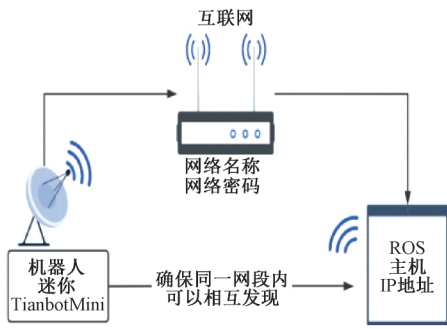 互联网
网络名称
网络密码
机器人
迷你
TianbotMini
确保同一网段内
可以相互发现
ROS
主机
IP地址